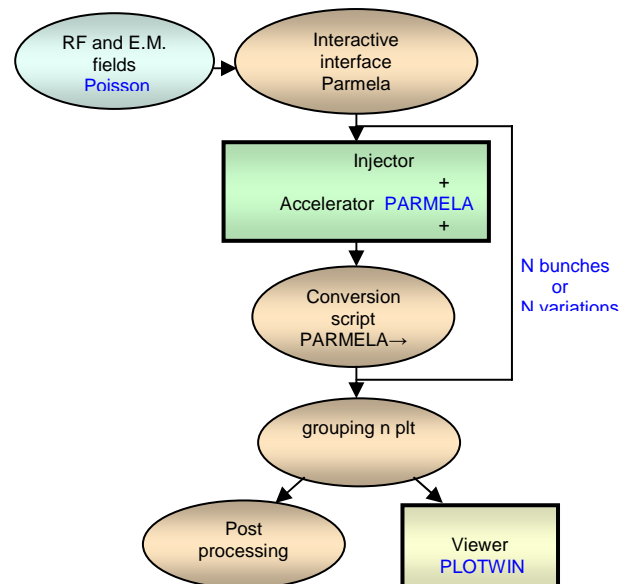 RF and E.M.
fields
Poisson
Interactive
interface
Parmela
Injector
+
Accelerator PARMELA
+
N bunches
or
N variations
Conversion
script
PARMELA→
grouping n plt
Post
processing
Viewer
PLOTWIN